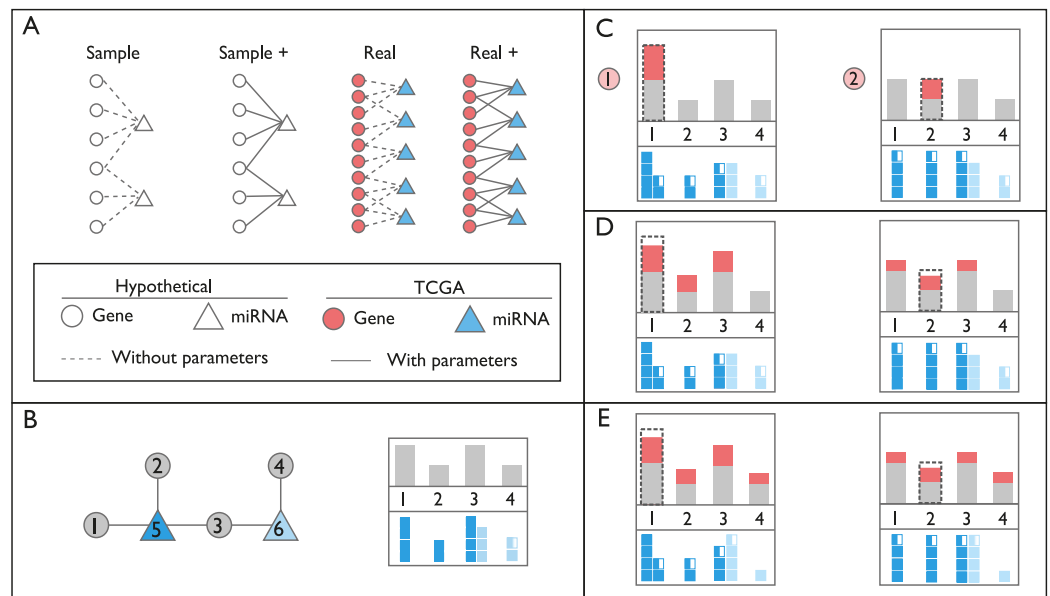 A
Sample
Sample +
Real
Real +
Hypothetical
TCGA
Gene
miRNA
Gene
miRNA
Without parameters
With parameters
B
2
4
1
5
3
6
1 2 3 4
C
1
1 2 3 4
2
1 2 3 4
D
1 2 3 4
1 2 3 4
E
1 2 3 4
1 2 3 4